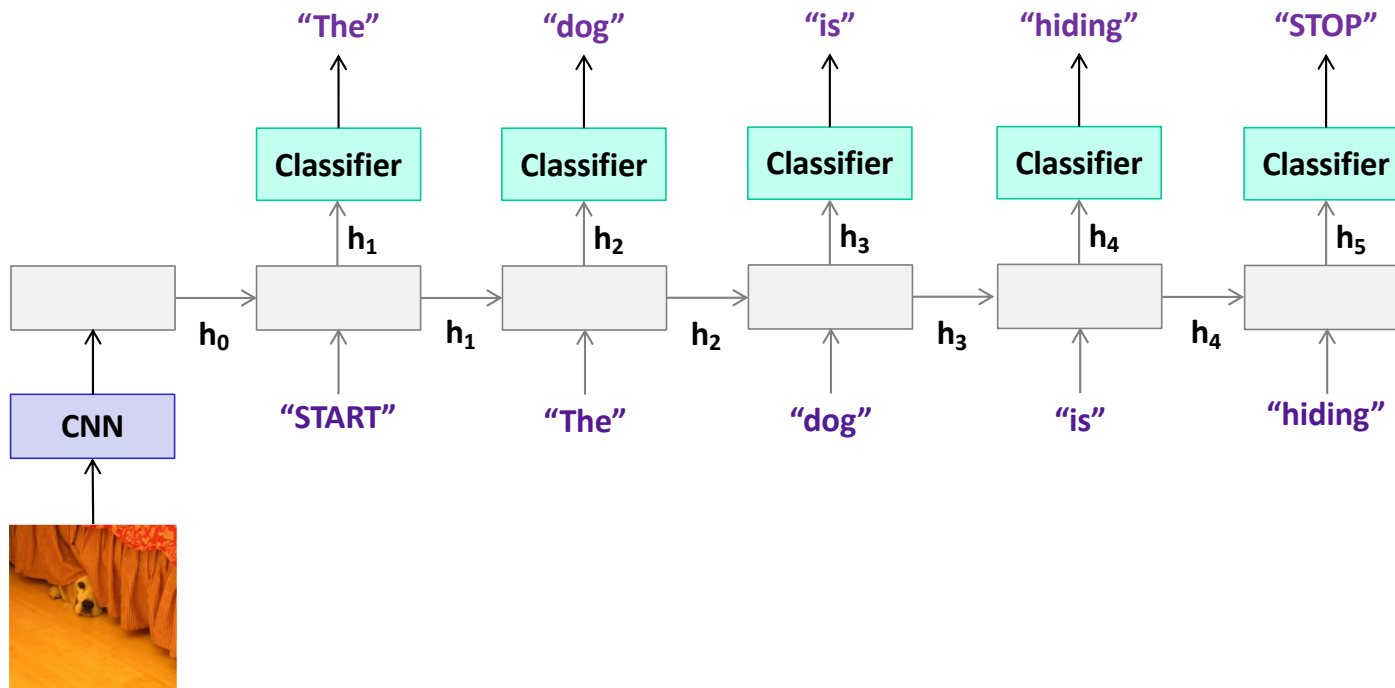 “The” “dog” “is” “hiding” “STOP”
Classifier Classifier Classifier Classifier Classifier
h₁ h₂ h₃ h₄ h₅
h₀ h₁ h₂ h₃ h₄
CNN “START” “The” “dog” “is” “hiding”